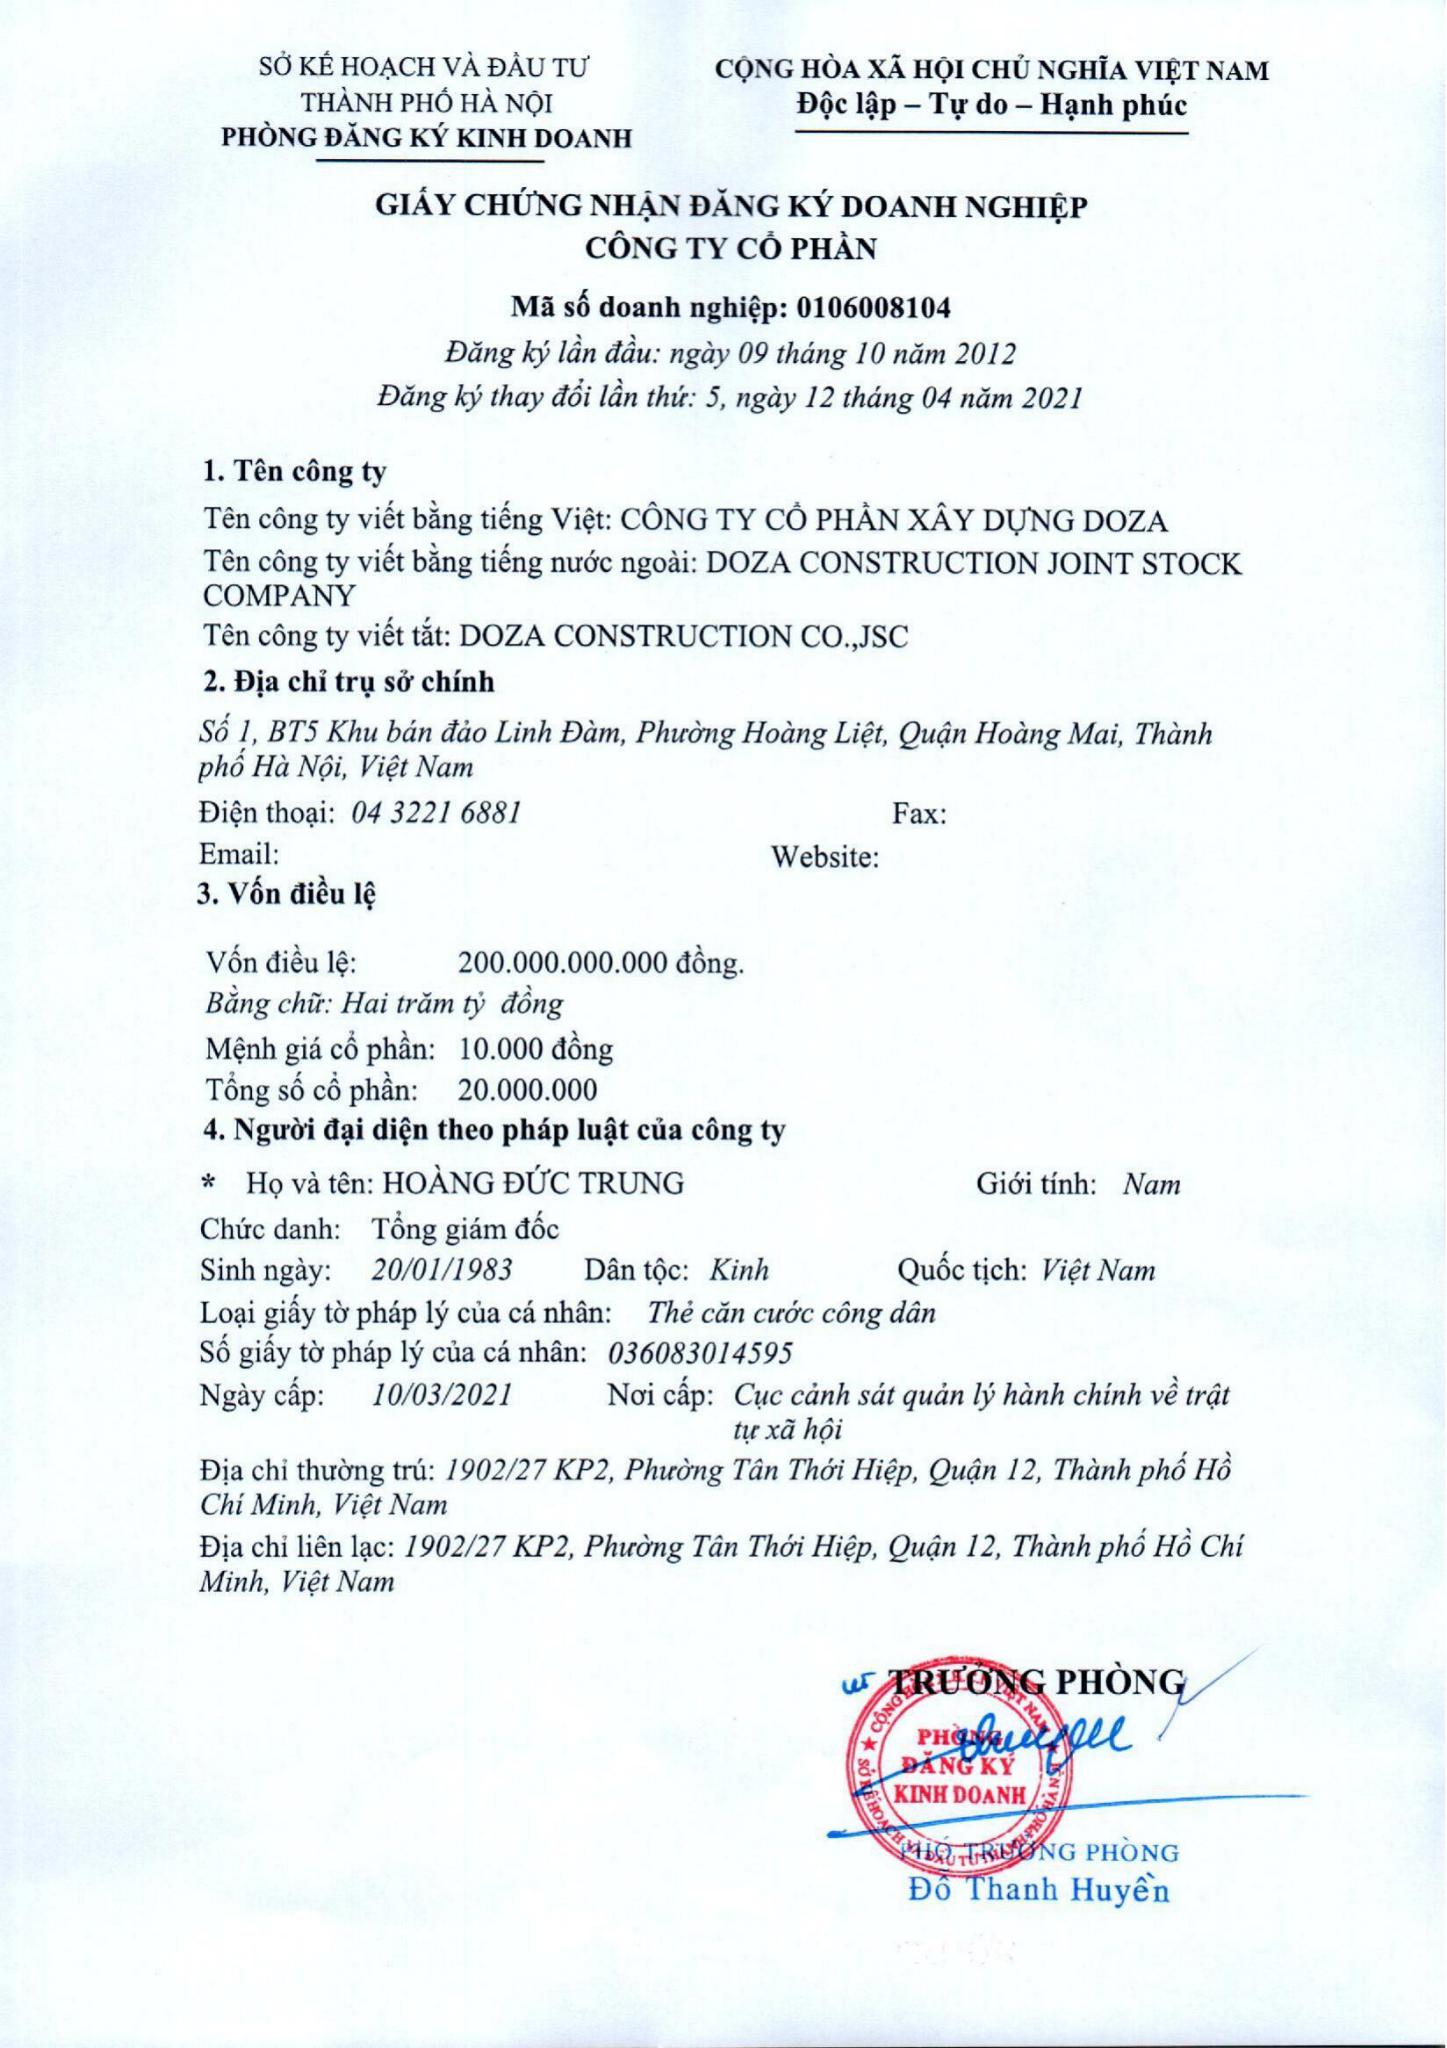 SỞ KẾ HOẠCH VÀ ĐẦU TƯ
THÀNH PHỐ HÀ NỘI
PHÒNG ĐĂNG KÝ KINH DOANH
CỘNG HÒA XÃ HỘI CHỦ NGHĨA VIỆT NAM
Độc lập – Tự do – Hạnh phúc
GIẤY CHỨNG NHẬN ĐĂNG KÝ DOANH NGHIỆP
CÔNG TY CỔ PHẦN
Mã số doanh nghiệp: 0106008104
Đăng ký lần đầu: ngày 09 tháng 10 năm 2012
Đăng ký thay đổi lần thứ: 5, ngày 12 tháng 04 năm 2021
1. Tên công ty
Tên công ty viết bằng tiếng Việt: CÔNG TY CỔ PHẦN XÂY DỰNG DOZA
Tên công ty viết bằng tiếng nước ngoài: DOZA CONSTRUCTION JOINT STOCK
COMPANY
Tên công ty viết tắt: DOZA CONSTRUCTION CO.,JSC
2. Địa chỉ trụ sở chính
Số 1, BT5 Khu bán đảo Linh Đàm, Phường Hoàng Liệt, Quận Hoàng Mai, Thành
phố Hà Nội, Việt Nam
Điện thoại: 04 3221 6881 Fax:
Email: Website:
3. Vốn điều lệ
Vốn điều lệ: 200.000.000.000 đồng.
Bằng chữ: Hai trăm tỷ đồng
Mệnh giá cổ phần: 10.000 đồng
Tổng số cổ phần: 20.000.000
4. Người đại diện theo pháp luật của công ty
* Họ và tên: HOÀNG ĐỨC TRUNG Giới tính: Nam
Chức danh: Tổng giám đốc
Sinh ngày: 20/01/1983 Dân tộc: Kinh Quốc tịch: Việt Nam
Loại giấy tờ pháp lý của cá nhân: Thẻ căn cước công dân
Số giấy tờ pháp lý của cá nhân: 036083014595
Ngày cấp: 10/03/2021 Nơi cấp: Cục cảnh sát quản lý hành chính về trật
tự xã hội
Địa chỉ thường trú: 1902/27 KP2, Phường Tân Thới Hiệp, Quận 12, Thành phố Hồ
Chí Minh, Việt Nam
Địa chỉ liên lạc: 1902/27 KP2, Phường Tân Thới Hiệp, Quận 12, Thành phố Hồ Chí
Minh, Việt Nam
TRƯỞNG PHÒNG
PHÒNG
ĐĂNG KÝ
KINH DOANH
PHÓ TRƯỞNG PHÒNG
Đỗ Thanh Huyền